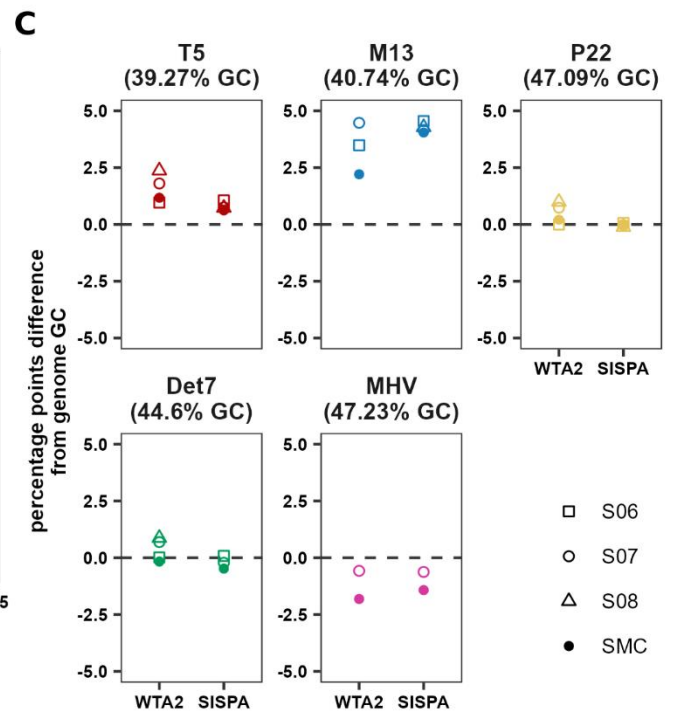 C
T5 M13 P22
(39.27% GC) (40.74% GC) (47.09% GC)
5.0 5.0 5.0
2.5 2.5 2.5
0.0 0.0 0.0
-2.5 -2.5 -2.5
-5.0 -5.0 -5.0
WTA2 SISPA
percentage points difference
from genome GC
Det7 MHV
(44.6% GC) (47.23% GC)
5.0 5.0
2.5 2.5
0.0 0.0
-2.5 -2.5
-5.0 -5.0
WTA2 SISPA WTA2 SISPA
S06
S07
S08
SMC
5